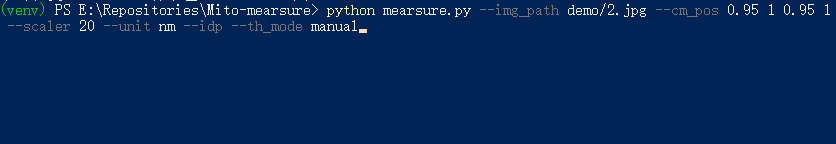 (venv) PS E:\Repositories\Mito-mearsure> python mearsure.py --img_path demo/2.jpg --cm_pos 0.95 1 0.95 1
--scaler 20 --unit nm --idp --th_mode manual